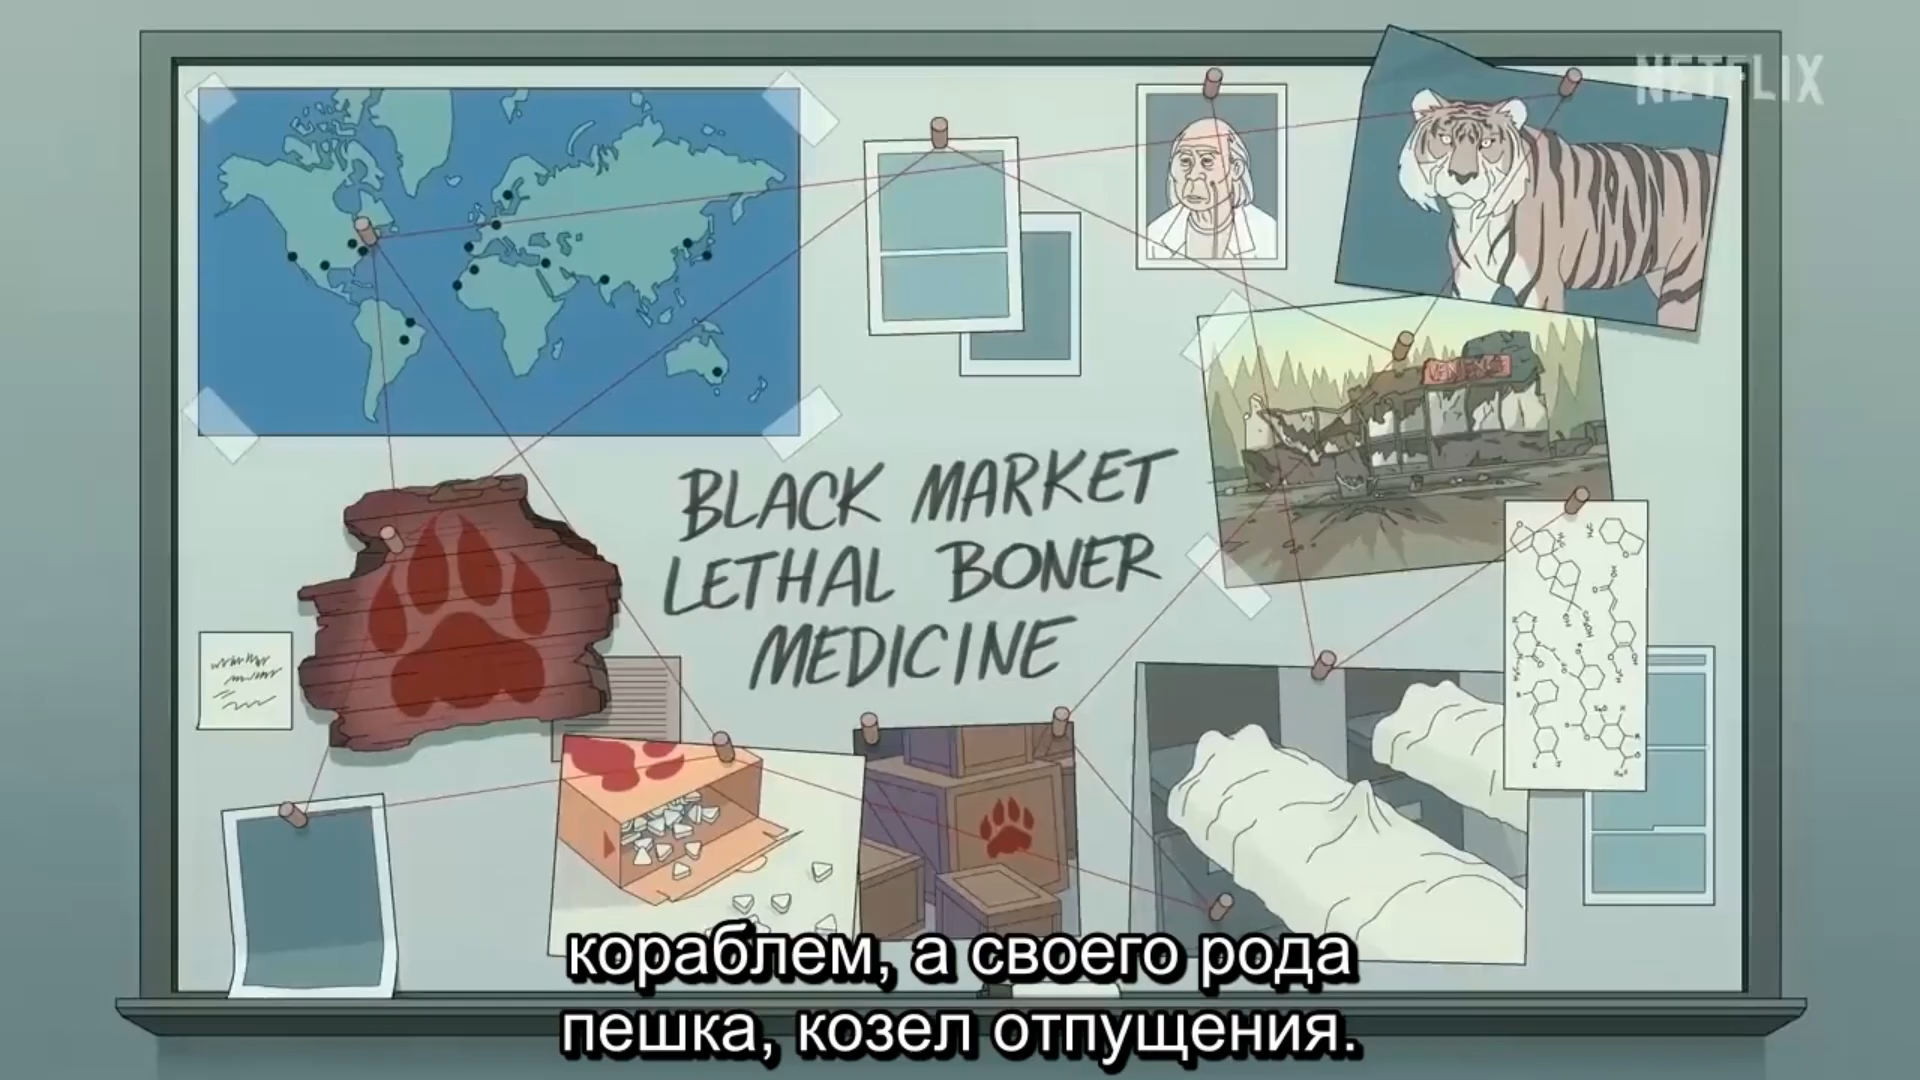 NETFLIX
BLACK MARKET
LETHAL BONER
MEDICINE
кораблем, а своего рода
пешка, козел отпущения.